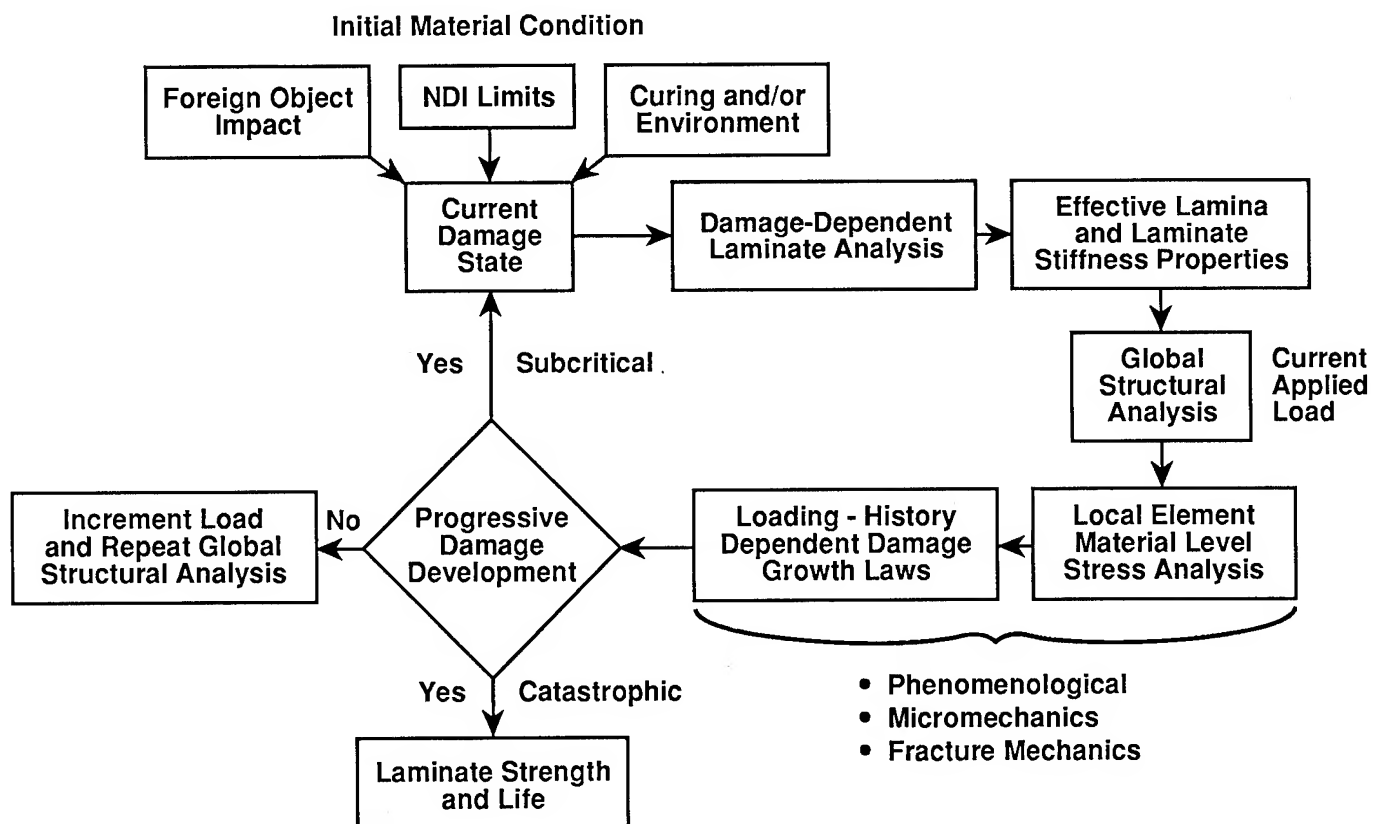 Initial Material Condition
Foreign Object
Impact
NDI Limits
Curing and/or
Environment
Current
Damage
State
Damage-Dependent
Laminate Analysis
Effective Lamina
and Laminate
Stiffness Properties
Yes
Subcritical
Global
Structural
Analysis
Current
Applied
Load
Increment Load
and Repeat Global
Structural Analysis
No
Progressive
Damage
Development
Loading - History
Dependent Damage
Growth Laws
Local Element
Material Level
Stress Analysis
Yes
Catastrophic
• Phenomenological
• Micromechanics
• Fracture Mechanics
Laminate Strength
and Life